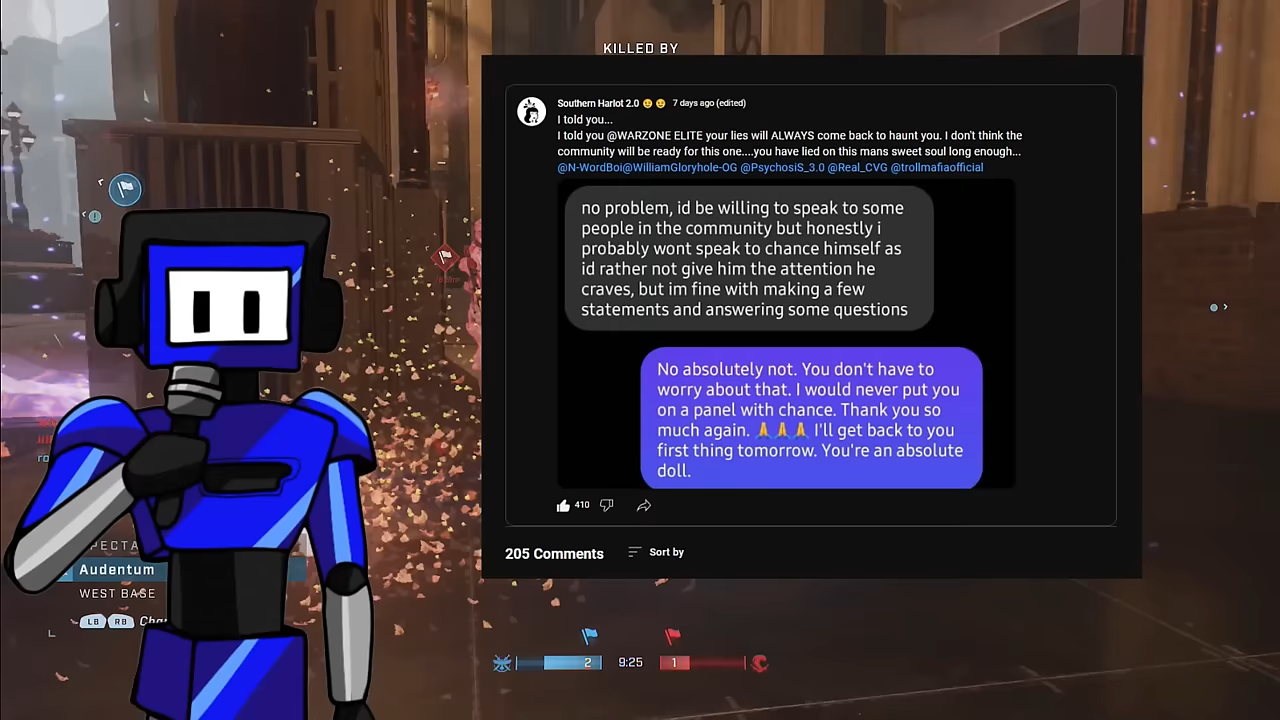 KILLED BY
Southern Harlot 2.0 😉 😉 7 days ago (edited)
I told you...
I told you @WARZONE ELITE your lies will ALWAYS come back to haunt you. I don't think the
community will be ready for this one....you have lied on this mans sweet soul long enough...
@N-WordBoi@WilliamGloryhole-OG @PsychosiS_3.0 @Real_CVG @trollmafiaofficial
no problem, id be willing to speak to some
people in the community but honestly i
probably wont speak to chance himself as
id rather not give him the attention he
craves, but im fine with making a few
statements and answering some questions
No absolutely not. You don't have to
worry about that. I would never put you
on a panel with chance. Thank you so
much again. 🙏🙏🙏 I'll get back to you
first thing tomorrow. You're an absolute
doll.
410
205 Comments
Sort by
Audentum
WEST BASE
LB RB
2 9:25 1